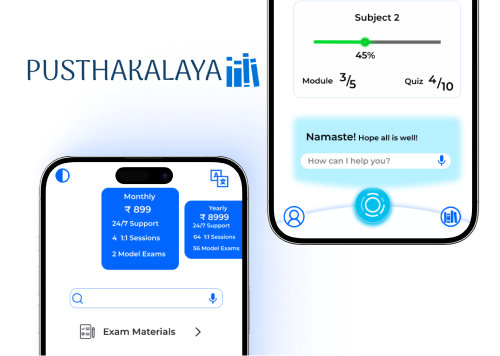 PUSTHAKALAYA
Subject 2
45%
Module 3/5
Quiz 4/10
Namaste! Hope all is well!
How can I help you?
Monthly
₹ 899
24/7 Support
4 1:1 Sessions
2 Model Exams
Yearly
₹ 8999
24/7 Support
64 1:1 Sessions
56 Model Exams
Exam Materials